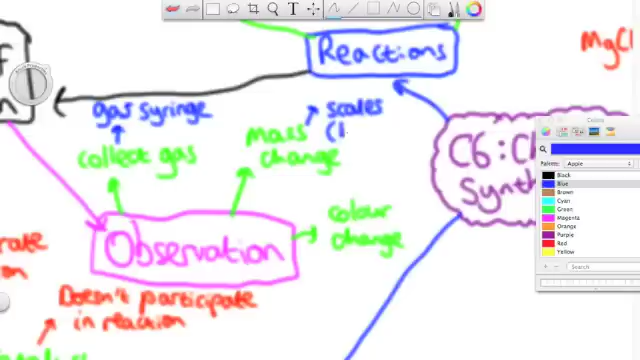 MgCl
Reactions
gas syringe
scales
(
collect gas
mass
change
C6:C
Synth
Observation
colour
change
Doesn't participate
in reaction
Colors
Palette: Apple
Black
Blue
Brown
Cyan
Green
Magenta
Orange
Purple
Red
Yellow
Search